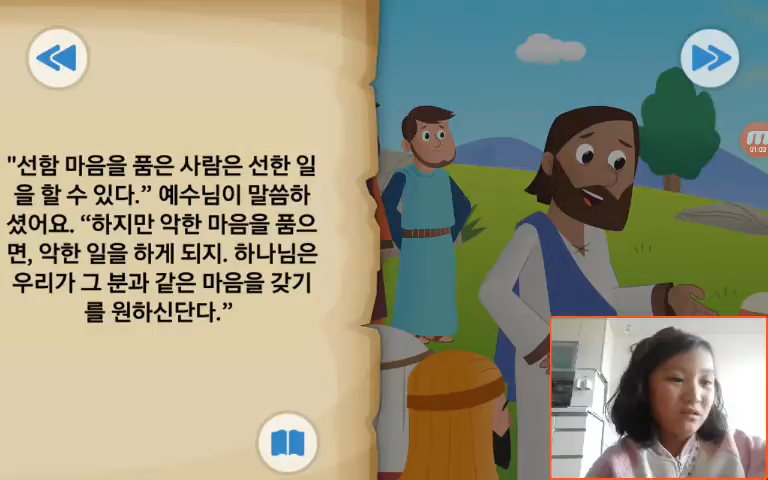 "선함 마음을 품은 사람은 선한 일
을 할 수 있다.” 예수님이 말씀하
셨어요. “하지만 악한 마음을 품으
면, 악한 일을 하게 되지. 하나님은
우리가 그 분과 같은 마음을 갖기
를 원하신단다.”
01:03